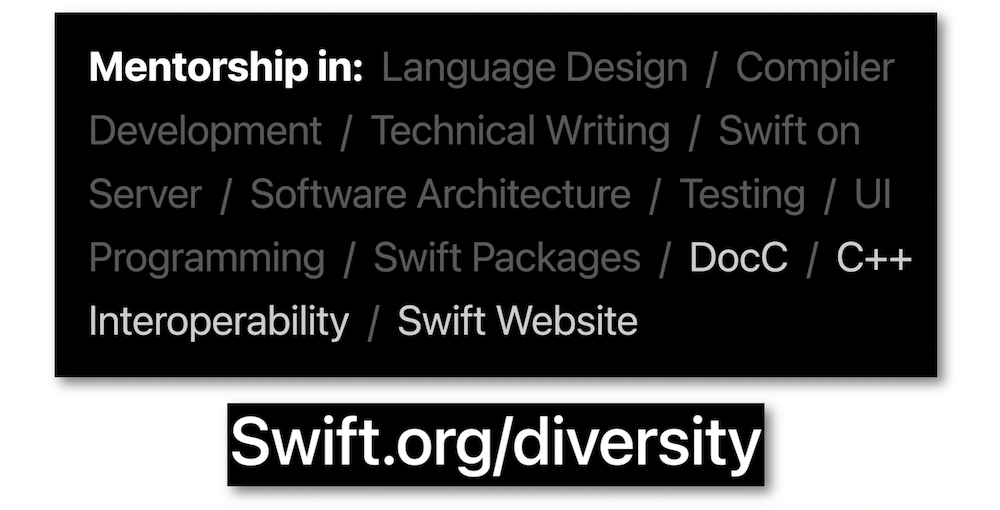 Mentorship in: Language Design / Compiler
Development / Technical Writing / Swift on
Server / Software Architecture / Testing / UI
Programming / Swift Packages / DocC / C++
Interoperability / Swift Website
Swift.org/diversity